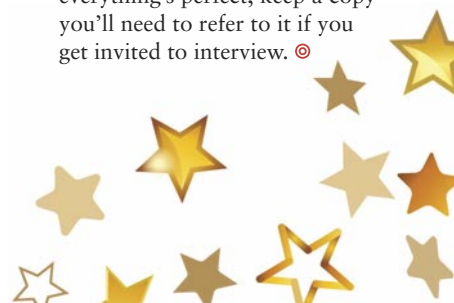 everything's perfect, keep a copy
you'll need to refer to it if you
get invited to interview.